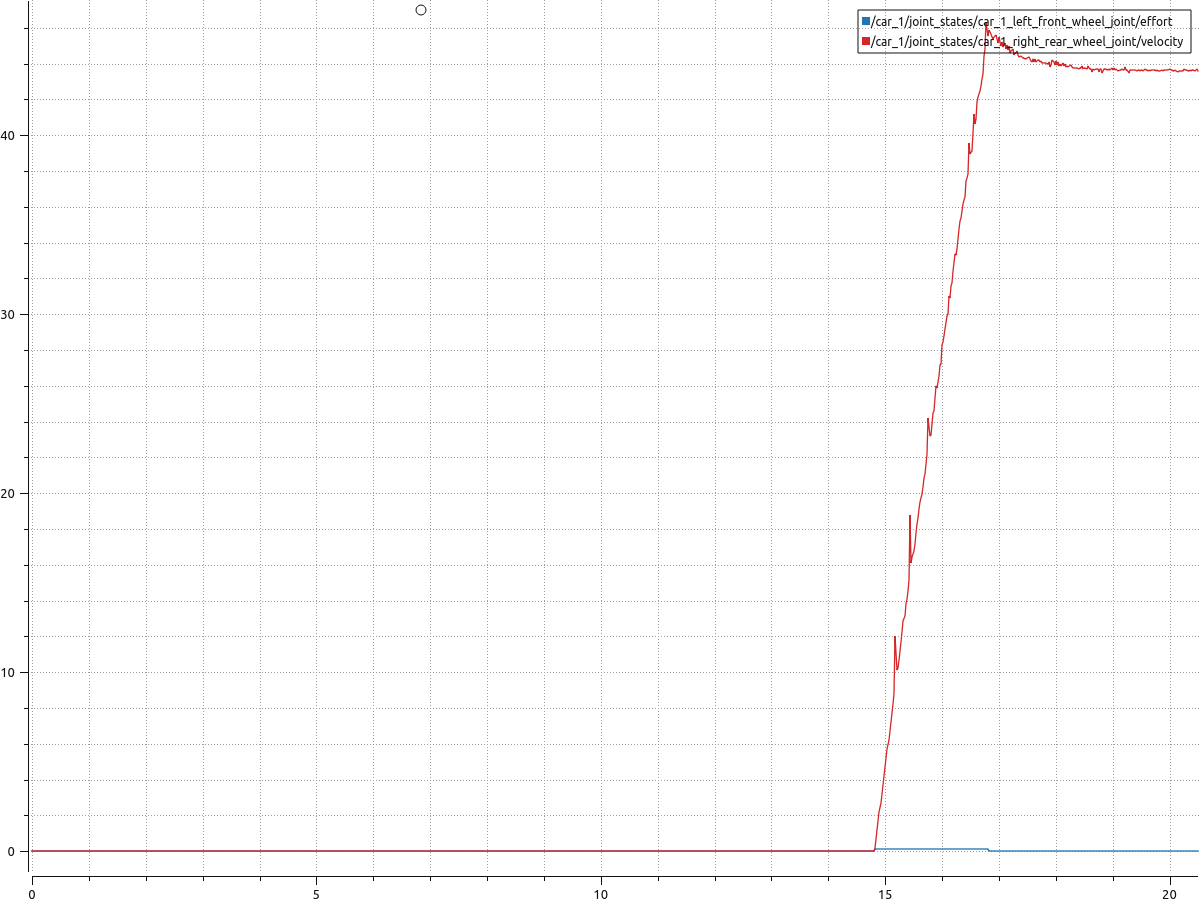 /car_1/joint_states/car_1_left_front_wheel_joint/effort
/car_1/joint_states/car_1_right_rear_wheel_joint/velocity
40
30
20
10
0
0 5 10 15 20